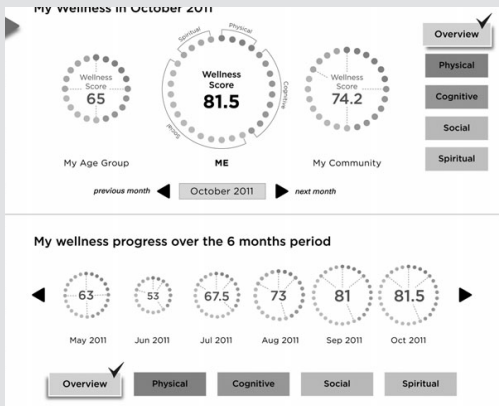 My Wellness in October 2011
Spiritual
Physical
Cognitive
Social
Wellness
Score
65
Wellness
Score
81.5
Wellness
Score
74.2
My Age Group
ME
My Community
previous month
October 2011
next month
Overview
Physical
Cognitive
Social
Spiritual
My wellness progress over the 6 months period
63
53
67.5
73
81
81.5
May 2011
Jun 2011
Jul 2011
Aug 2011
Sep 2011
Oct 2011
Overview
Physical
Cognitive
Social
Spiritual